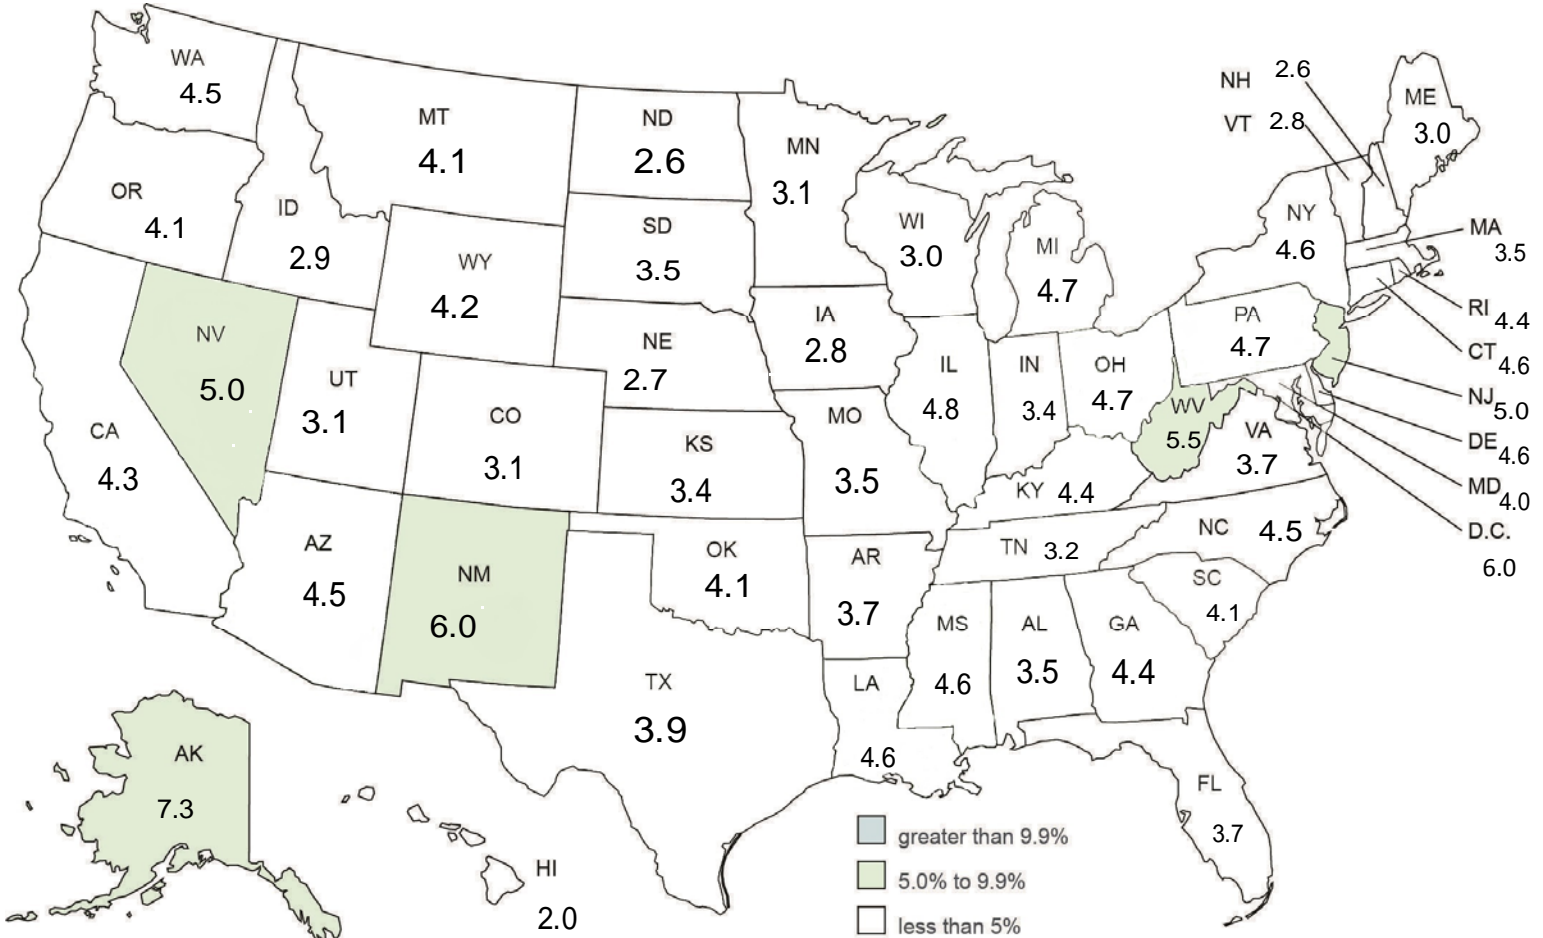 WA
4.5
OR
4.1
ID
2.9
MT
4.1
ND
2.6
MN
3.1
SD
3.5
WY
4.2
WI
3.0
MI
4.7
NH 2.6
VT 2.8
ME
3.0
NY
4.6
MA
3.5
RI 4.4
CT 4.6
NJ 5.0
DE 4.6
MD 4.0
D.C.
6.0
NV
5.0
CA
4.3
UT
3.1
CO
3.1
NE
2.7
IA
2.8
KS
3.4
MO
3.5
IL
4.8
IN
3.4
OH
4.7
PA
4.7
WV
5.5
VA
3.7
KY 4.4
NC 4.5
TN 3.2
SC
4.1
AZ
4.5
NM
6.0
OK
4.1
AR
3.7
TX
3.9
LA
4.6
MS
4.6
AL
3.5
GA
4.4
FL
3.7
AK
7.3
HI
2.0
greater than 9.9%
5.0% to 9.9%
less than 5%